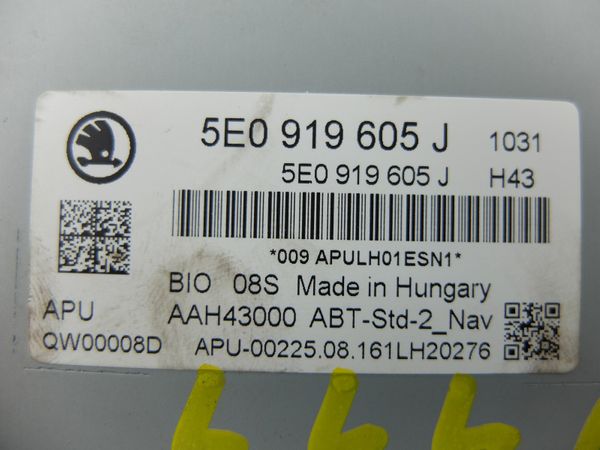 5E0 919 605 J 1031
5E0 919 605 J H43
*009 APULH01ESN1*
BIO 08S Made in Hungary
APU AAH43000 ABT-Std-2_Nav
QW00008D APU-00225.08.161LH20276